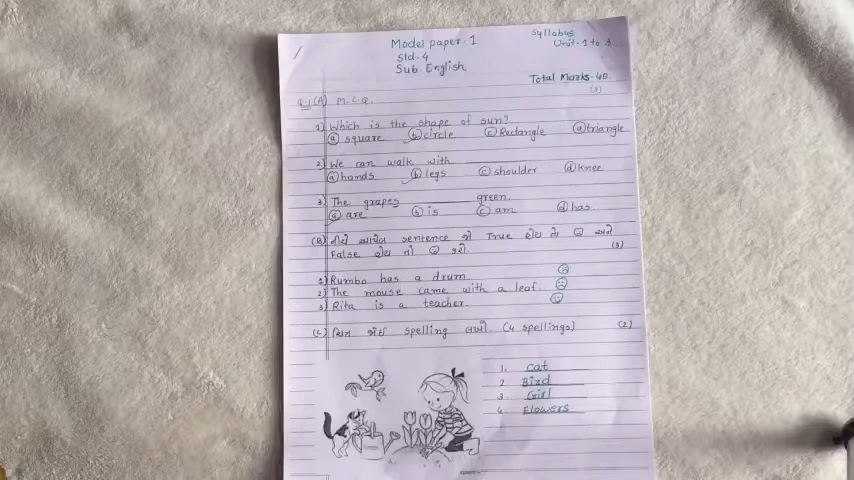 Model paper-1
Syllabus
Unit-1 to
Std-4
Sub. English
Total Marks-40
(3)
Q.1(A) M.C.Q.
1) Which is the shape of sun?
ⓐ square ⓑ circle ⓒ Rectangle ⓓ triangle
2) We can walk with
ⓐ hands ⓑ legs ⓒ shoulder ⓓ knee
3) The grapes ______ green.
ⓐ are ⓑ is ⓒ am ⓓ has
(B) નીચે આપેલ sentence જો True હોય તો ☺ અને
False હોય તો ☹ કરો. (3)
1) Rumbo has a drum. ☹
2) The mouse came with a leaf. ☹
3) Rita is a teacher. ☺
(C) ચિત્ર જોઈ spelling લખો (4 spellings) (2)
1. Cat
2 Bird
3. Girl
4. Flowers